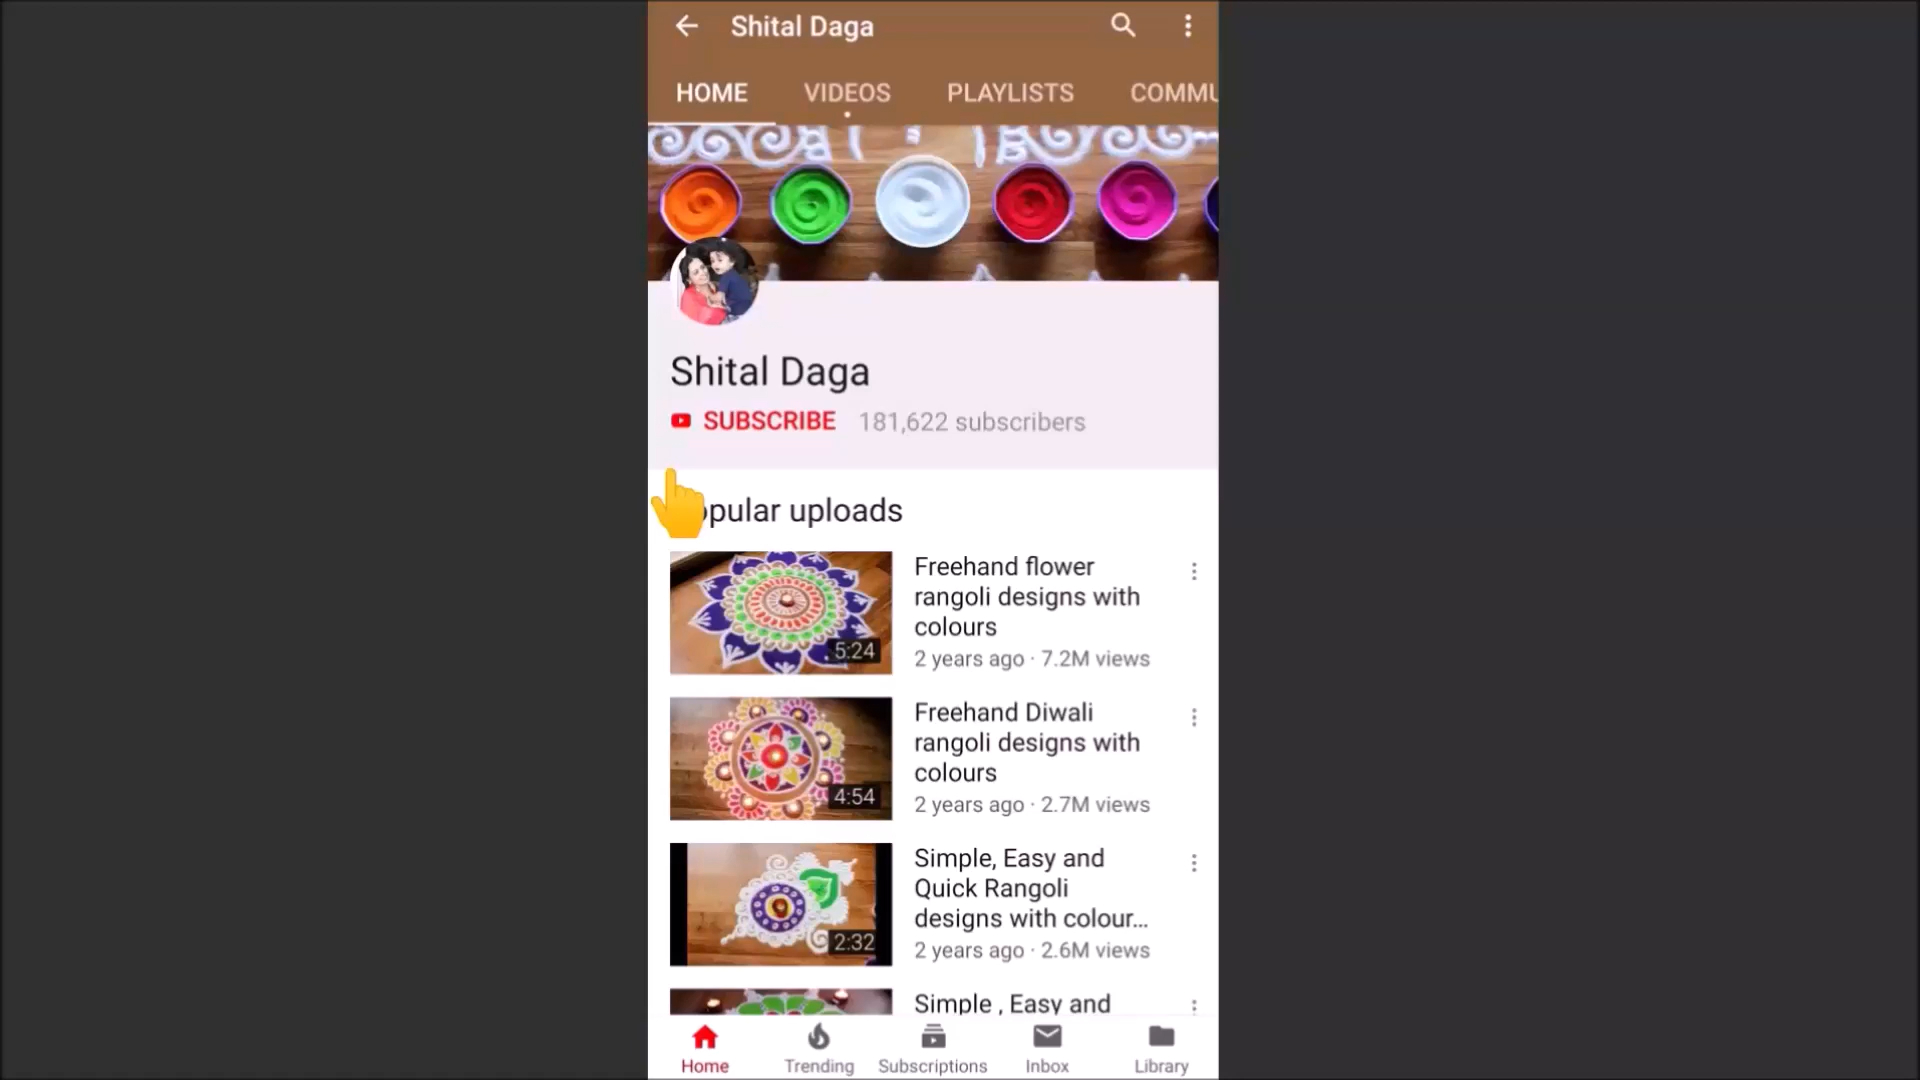 Shital Daga
HOME VIDEOS PLAYLISTS COMMU
Shital Daga
SUBSCRIBE 181,622 subscribers
opular uploads
Freehand flower
rangoli designs with
colours
2 years ago · 7.2M views
5:24
Freehand Diwali
rangoli designs with
colours
2 years ago · 2.7M views
4:54
Simple, Easy and
Quick Rangoli
designs with colour...
2 years ago · 2.6M views
2:32
Simple , Easy and
Home Trending Subscriptions Inbox Library